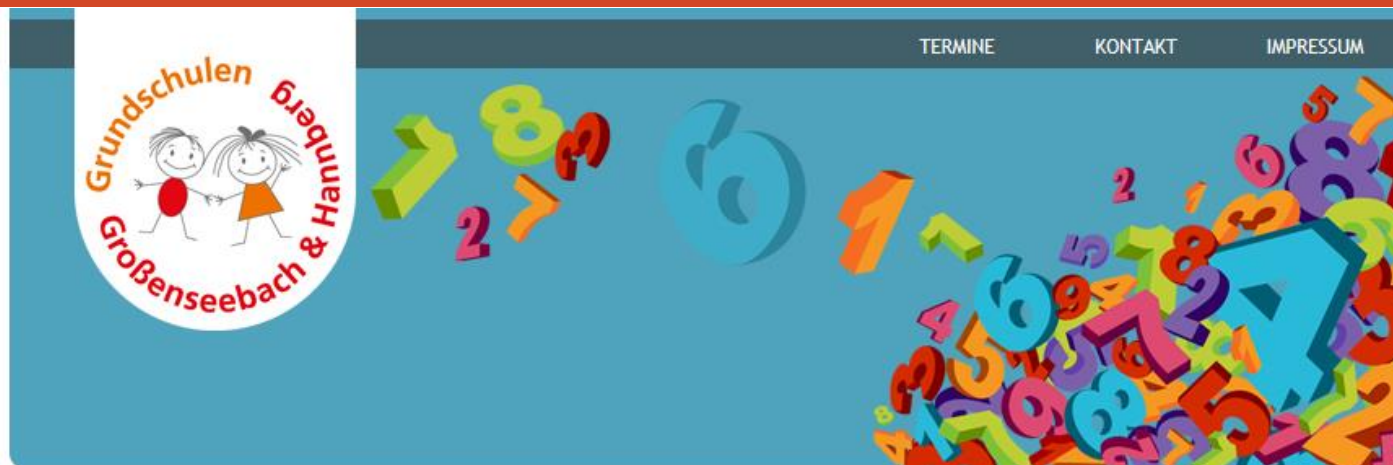 TERMINE KONTAKT IMPRESSUM
Grundschulen
Großenseebach & Hannberg